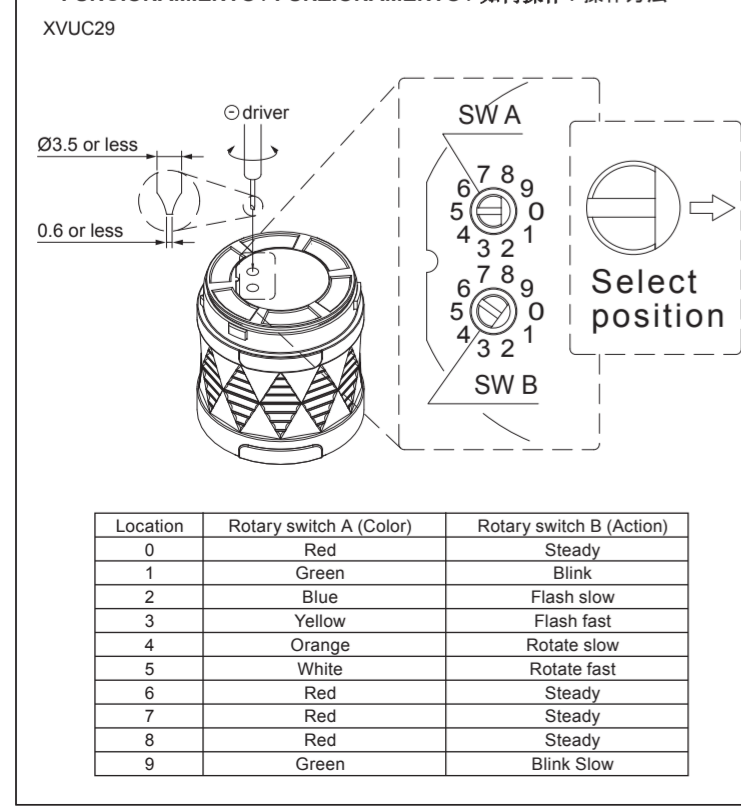 XVUC29
⊖ driver
Ø3.5 or less
0.6 or less
SW A
7 8
6 9
5 0
4 1
3 2
7 8
6 9
5 0
4 1
3 2
SW B
Select
position
Location Rotary switch A (Color) Rotary switch B (Action)
0 Red Steady
1 Green Blink
2 Blue Flash slow
3 Yellow Flash fast
4 Orange Rotate slow
5 White Rotate fast
6 Red Steady
7 Red Steady
8 Red Steady
9 Green Blink Slow